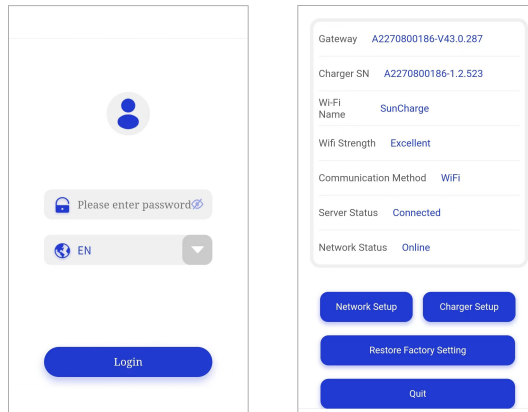 Please enter password
EN
Login
Gateway A2270800186-V43.0.287
Charger SN A2270800186-1.2.523
Wi-Fi
Name SunCharge
Wifi Strength Excellent
Communication Method WiFi
Server Status Connected
Network Status Online
Network Setup Charger Setup
Restore Factory Setting
Quit